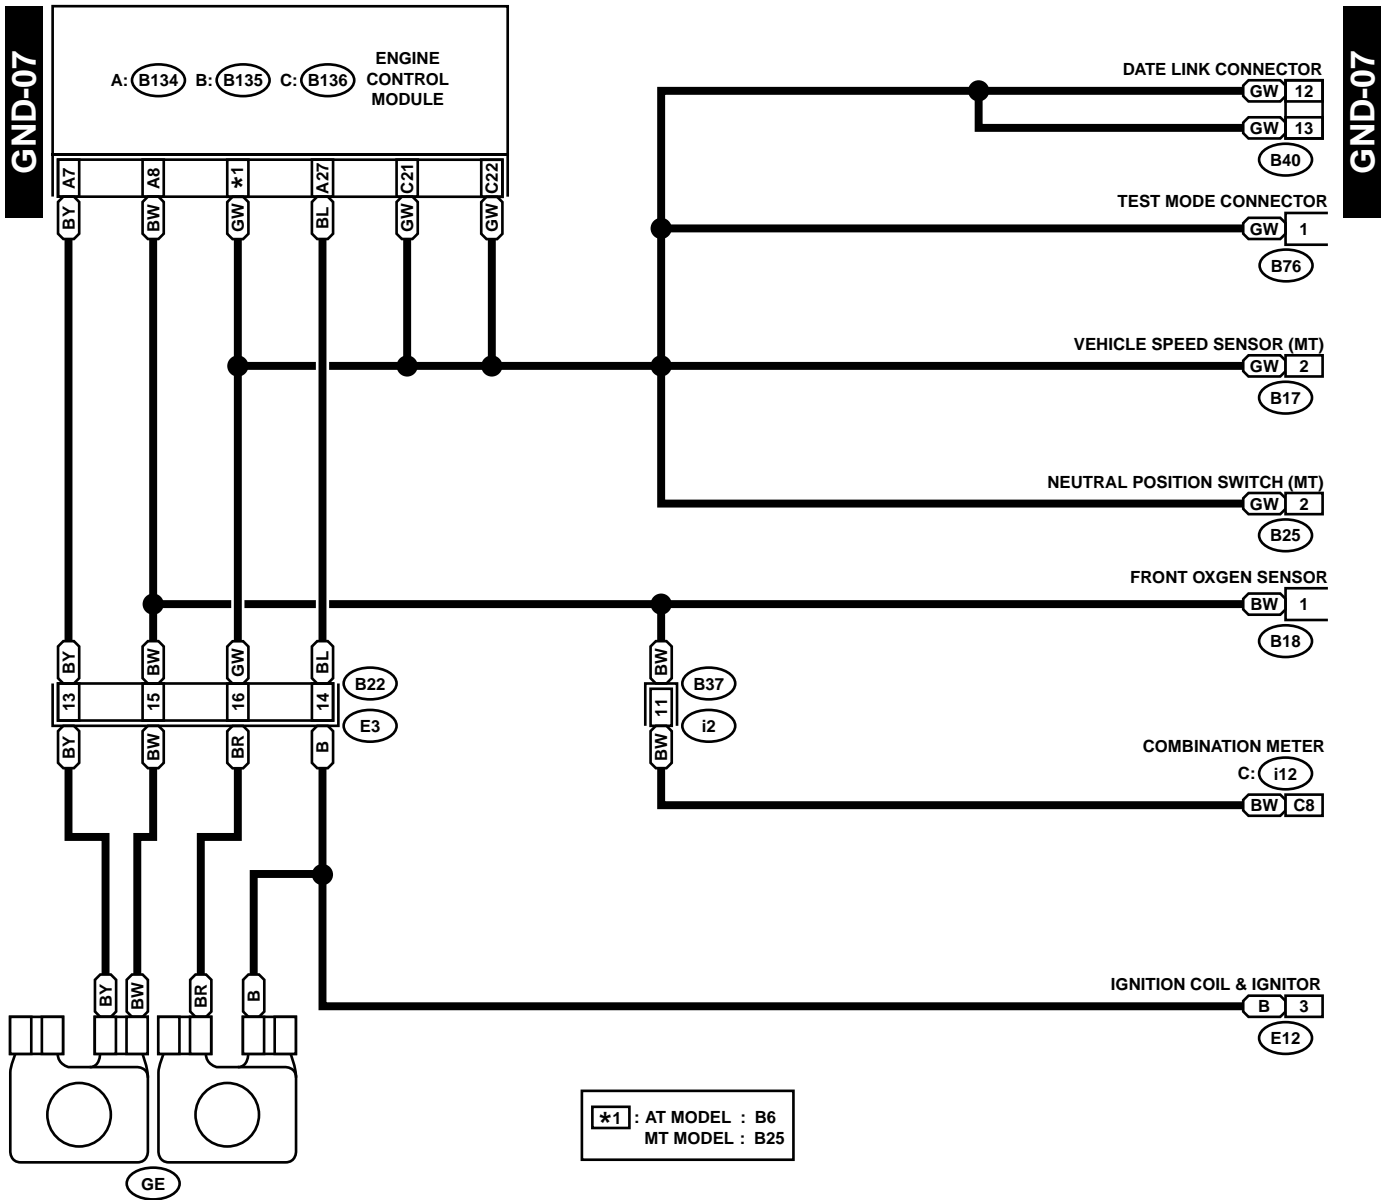 GND-07
GND-07
A: B134 B: B135 C: B136
ENGINE
CONTROL
MODULE
A7 A8 *1 A27 C21 C22
BY BW GW BL GW GW
DATE LINK CONNECTOR
GW 12
GW 13
B40
TEST MODE CONNECTOR
GW 1
B76
VEHICLE SPEED SENSOR (MT)
GW 2
B17
NEUTRAL POSITION SWITCH (MT)
GW 2
B25
FRONT OXGEN SENSOR
BW 1
B18
BY BW GW BL
B22
13 15 16 14
E3
BY BW BR B
BW
B37
11
i2
BW
COMBINATION METER
C: i12
BW C8
IGNITION COIL & IGNITOR
B 3
E12
BY BW BR B
GE
*1 : AT MODEL : B6
MT MODEL : B25